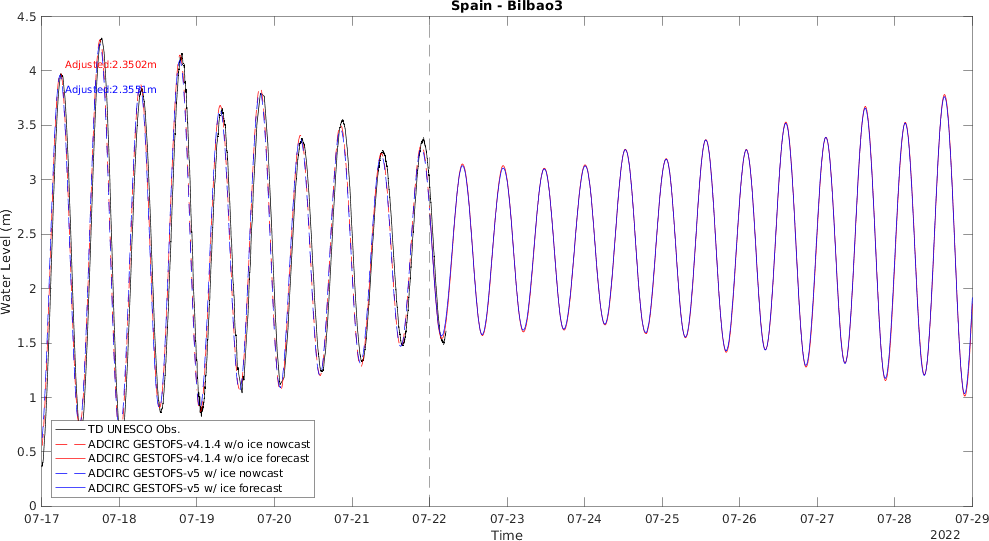 Spain - Bilbao3
4.5
4
3.5
3
2.5
2
1.5
1
0.5
0
Water Level (m)
Adjusted:2.3502m
Adjusted:2.3551m
TD UNESCO Obs.
ADCIRC GESTOFS-v4.1.4 w/o ice nowcast
ADCIRC GESTOFS-v4.1.4 w/o ice forecast
ADCIRC GESTOFS-v5 w/ ice nowcast
ADCIRC GESTOFS-v5 w/ ice forecast
07-17 07-18 07-19 07-20 07-21 07-22 07-23 07-24 07-25 07-26 07-27 07-28 07-29
Time
2022